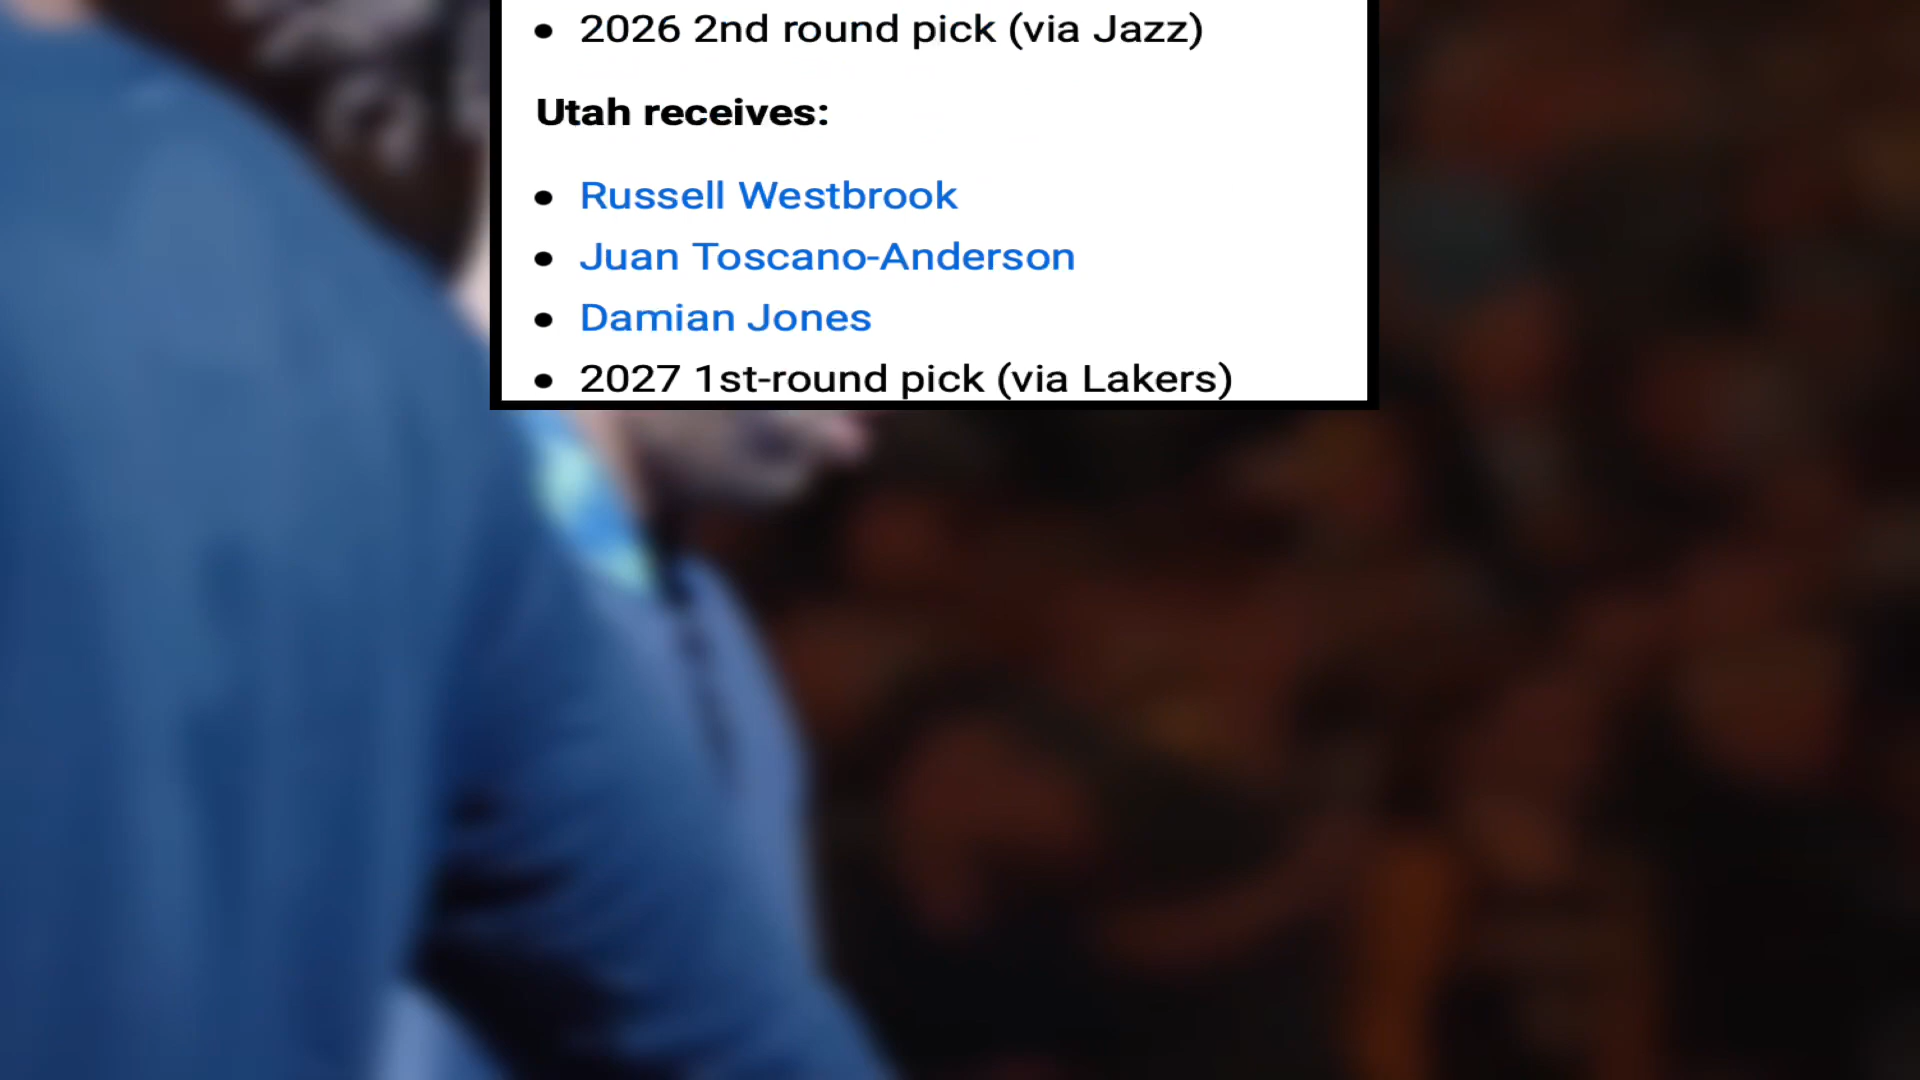 • 2026 2nd round pick (via Jazz)
Utah receives:
• Russell Westbrook
• Juan Toscano-Anderson
• Damian Jones
• 2027 1st-round pick (via Lakers)